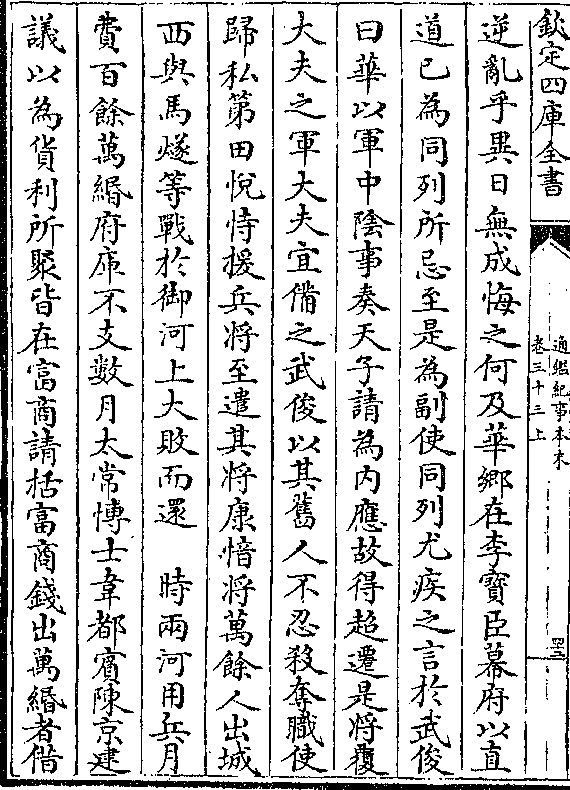 欽定四庫全書
通鑑紀事本末
卷三十三上
逆亂乎異日無成悔之何及華鄉在李寶臣幕府以直
道已為同列所忌至是為副使同列尤疾之言於武俊
曰華以軍中陰事奏天子請為内應故得超遷是將覆
大夫之軍大夫宜備之武俊以其舊人不忍殺奪職使
歸私第田悅恃援兵將至遣其將康愔將萬餘人出城
西與馬燧等戰於御河上大敗而還　時兩河用兵月
費百餘萬緡府庫不支數月太常愽士韋都賓陳京建
議以為貨利所聚皆在富商請括富商錢出萬緡者借